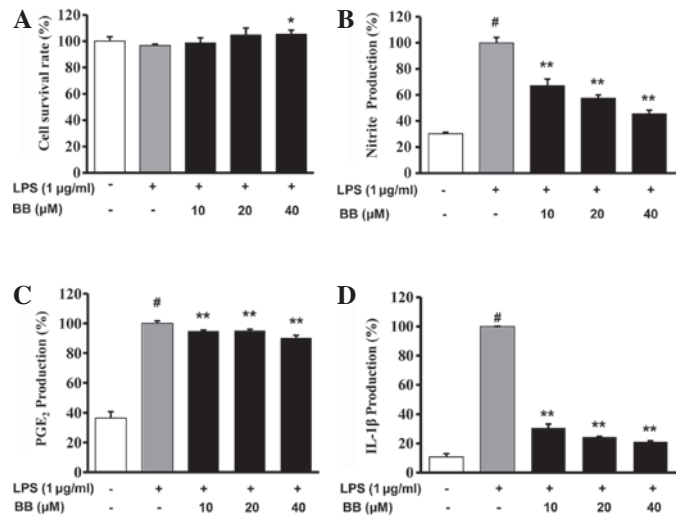 A
Cell survival rate (%)
120
100
80
60
40
20
0
*
LPS (1 µg/ml) - + + + +
BB (µM) - - 10 20 40
B
Nitrite Production (%)
120
100
80
60
40
20
0
#
** ** **
LPS (1 µg/ml) - + + + +
BB (µM) - - 10 20 40
C
PGE2 Production (%)
120
100
80
60
40
20
0
# ** ** **
LPS (1 µg/ml) - + + + +
BB (µM) - - 10 20 40
D
IL-1β Production (%)
120
100
80
60
40
20
0
#
** ** **
LPS (1 µg/ml) - + + + +
BB (µM) - - 10 20 40